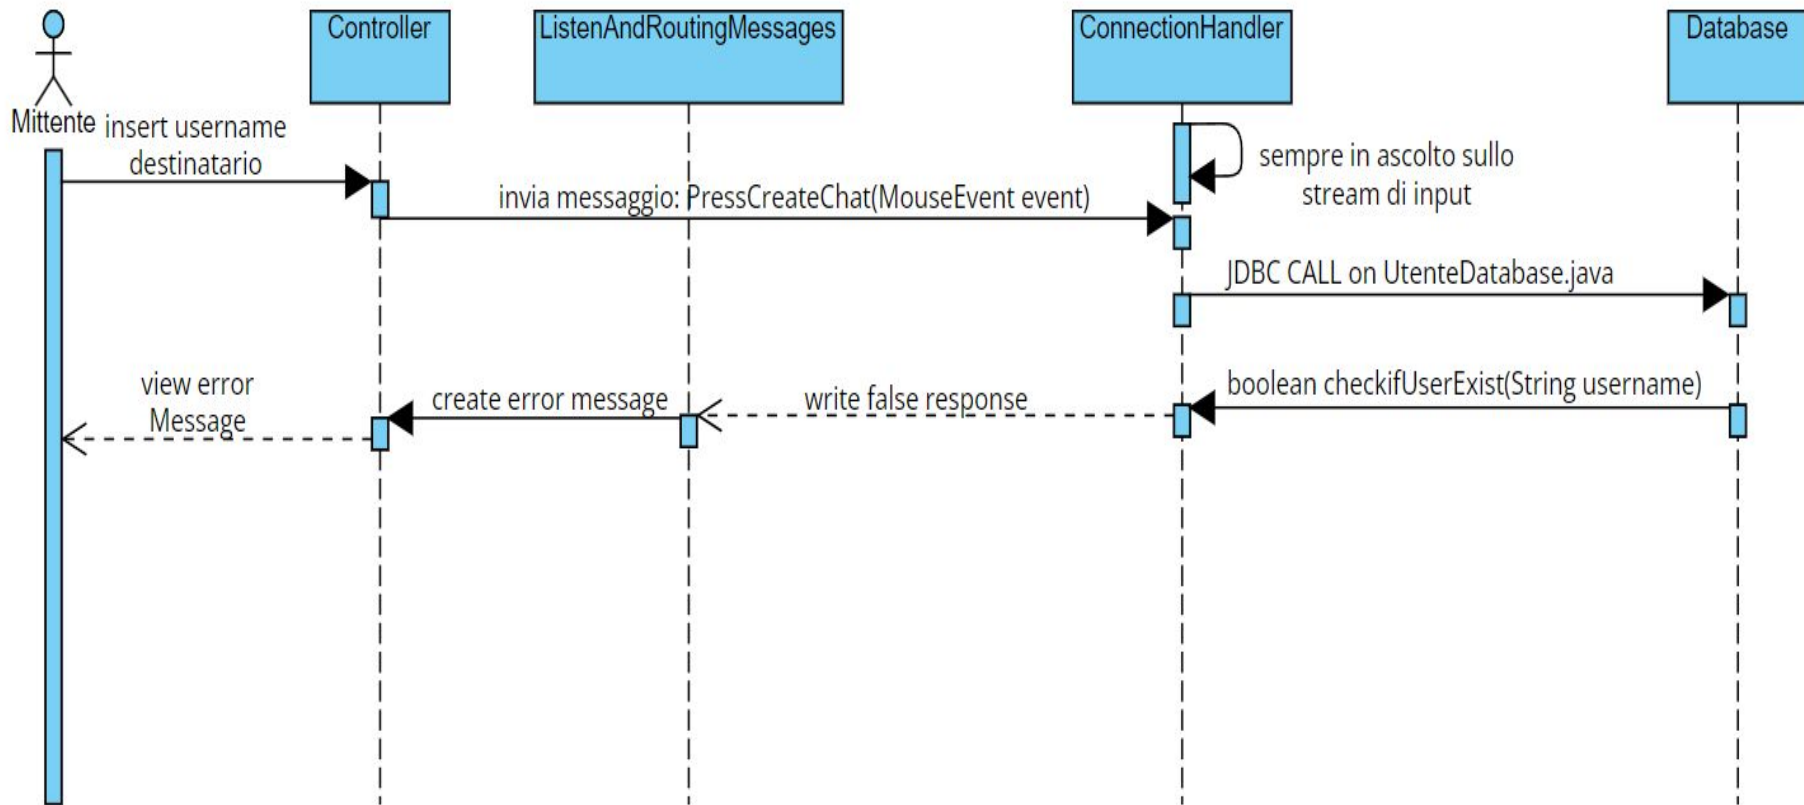 Controller
ListenAndRoutingMessages
ConnectionHandler
Database
Mittente
insert username
destinatario
sempre in ascolto sullo
stream di input
invia messaggio: PressCreateChat(MouseEvent event)
JDBC CALL on UtenteDatabase.java
boolean checkifUserExist(String username)
write false response
create error message
view error
Message